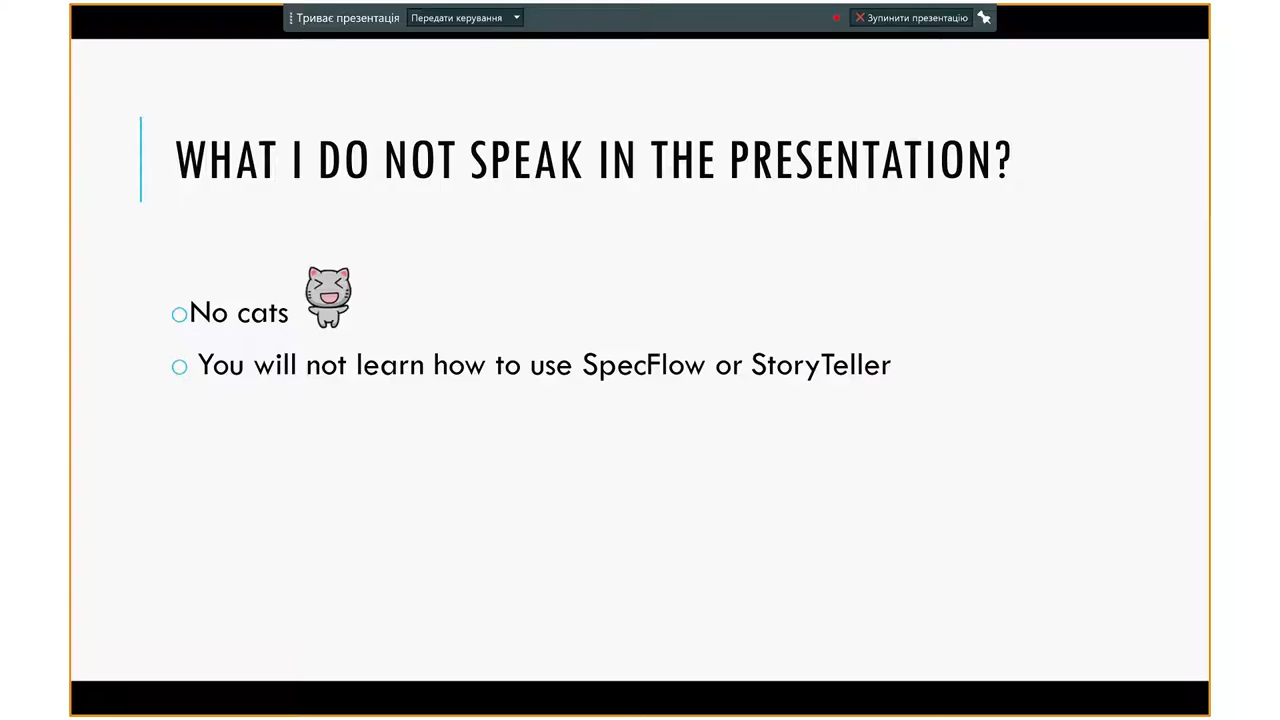 Триває презентація Передати керування Зупинити презентацію
WHAT I DO NOT SPEAK IN THE PRESENTATION?
No cats
You will not learn how to use SpecFlow or StoryTeller